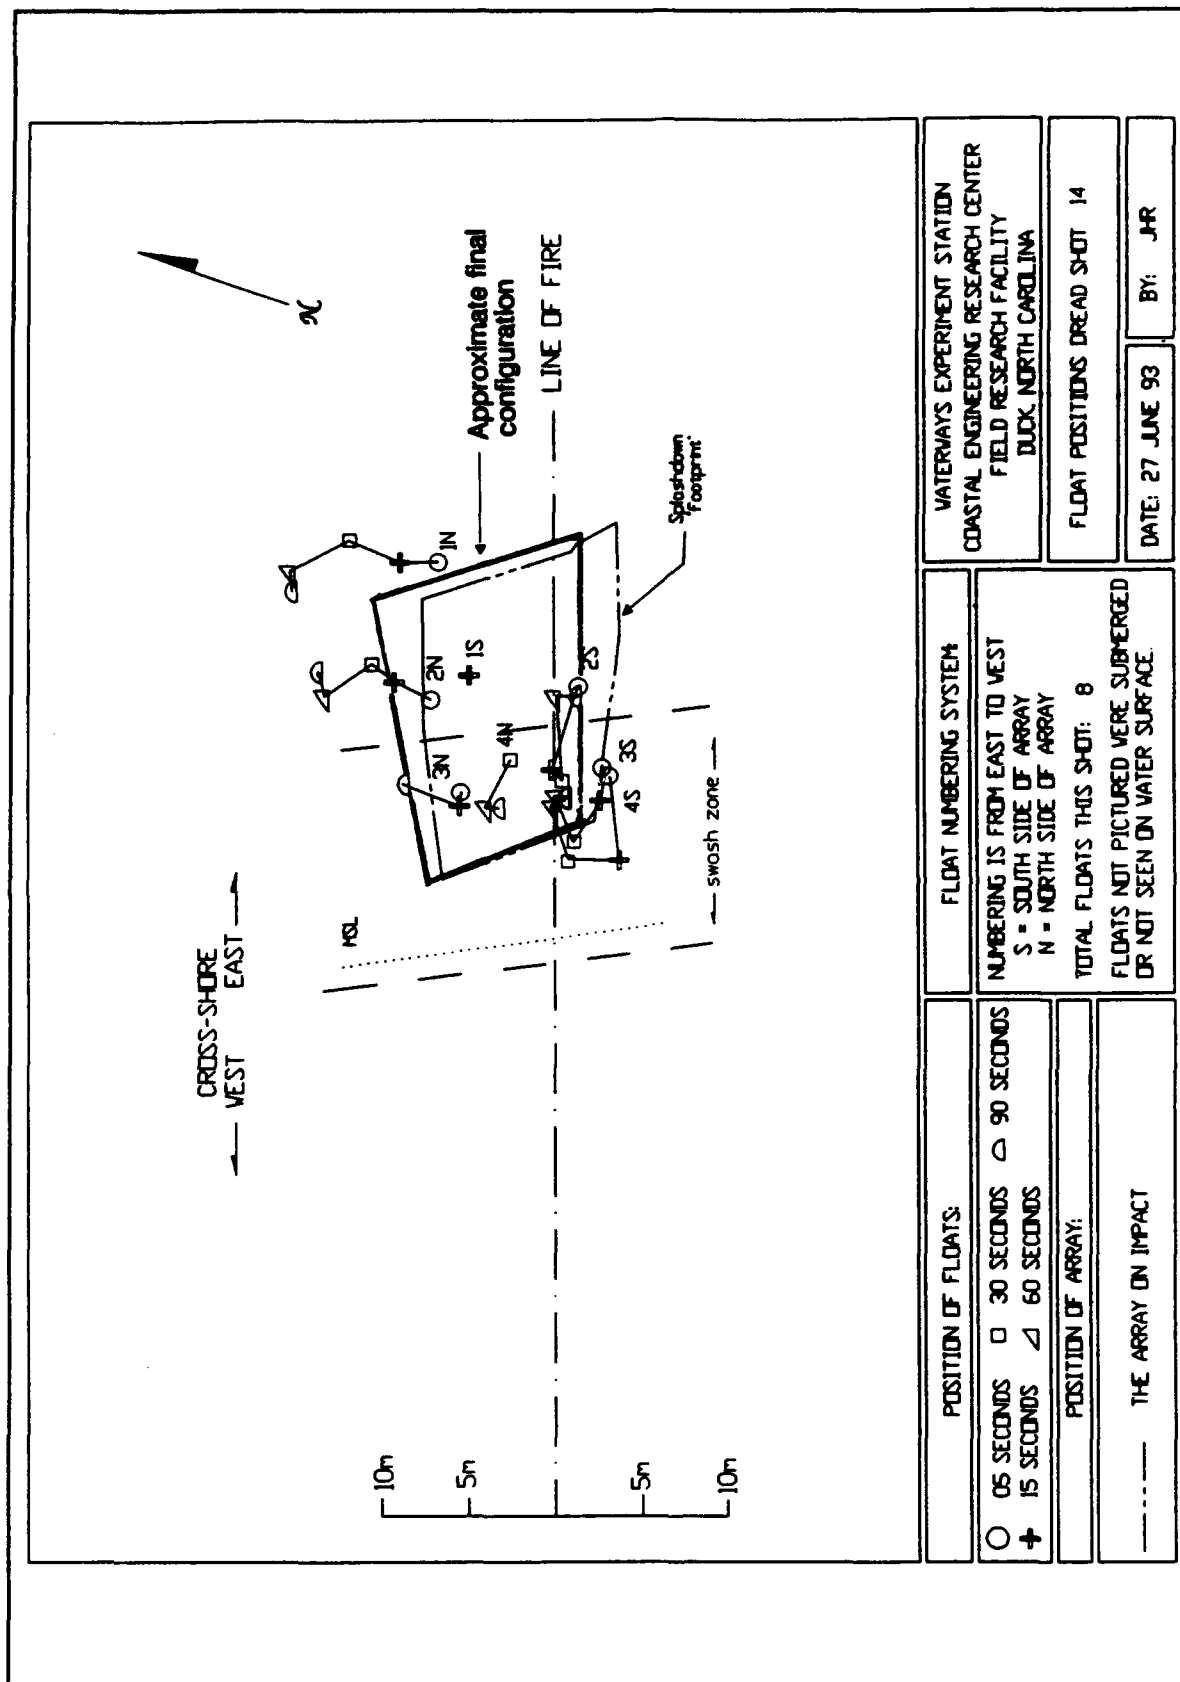 CROSS-SHORE
WEST EAST
N
MSL
Approximate final
configuration
LINE OF FIRE
Splashdown
Footprint
swash zone
1N
2N
1S
3N
4N
2S
3S
4S
10m
5m
5m
10m
POSITION OF FLOATS:
05 SECONDS
30 SECONDS
90 SECONDS
15 SECONDS
60 SECONDS
POSITION OF ARRAY:
THE ARRAY ON IMPACT
FLOAT NUMBERING SYSTEM:
NUMBERING IS FROM EAST TO WEST
S = SOUTH SIDE OF ARRAY
N = NORTH SIDE OF ARRAY
TOTAL FLOATS THIS SHOT: 8
FLOATS NOT PICTURED WERE SUBMERGED
OR NOT SEEN ON WATER SURFACE.
WATERWAYS EXPERIMENT STATION
COASTAL ENGINEERING RESEARCH CENTER
FIELD RESEARCH FACILITY
DUCK, NORTH CAROLINA
FLOAT POSITIONS DREAD SHOT 14
DATE: 27 JUNE 93
BY: JHR